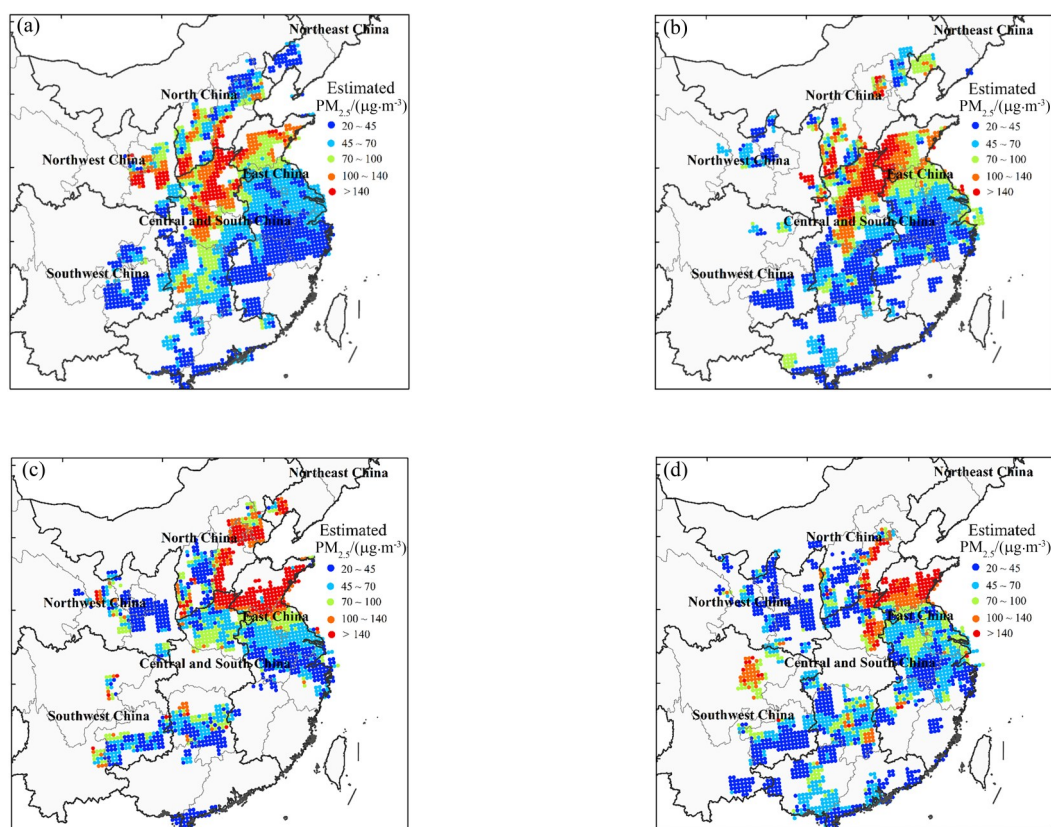 (a)
Northeast China
North China
Estimated
PM2.5/(μg·m-3)
20 ~ 45
45 ~ 70
70 ~ 100
100 ~ 140
> 140
Northwest China
East China
Central and South China
Southwest China
(b)
Northeast China
North China
Estimated
PM2.5/(μg·m-3)
20 ~ 45
45 ~ 70
70 ~ 100
100 ~ 140
> 140
Northwest China
East China
Central and South China
Southwest China
(c)
Northeast China
North China
Estimated
PM2.5/(μg·m-3)
20 ~ 45
45 ~ 70
70 ~ 100
100 ~ 140
> 140
Northwest China
East China
Central and South China
Southwest China
(d)
Northeast China
North China
Estimated
PM2.5/(μg·m-3)
20 ~ 45
45 ~ 70
70 ~ 100
100 ~ 140
> 140
Northwest China
East China
Central and South China
Southwest China